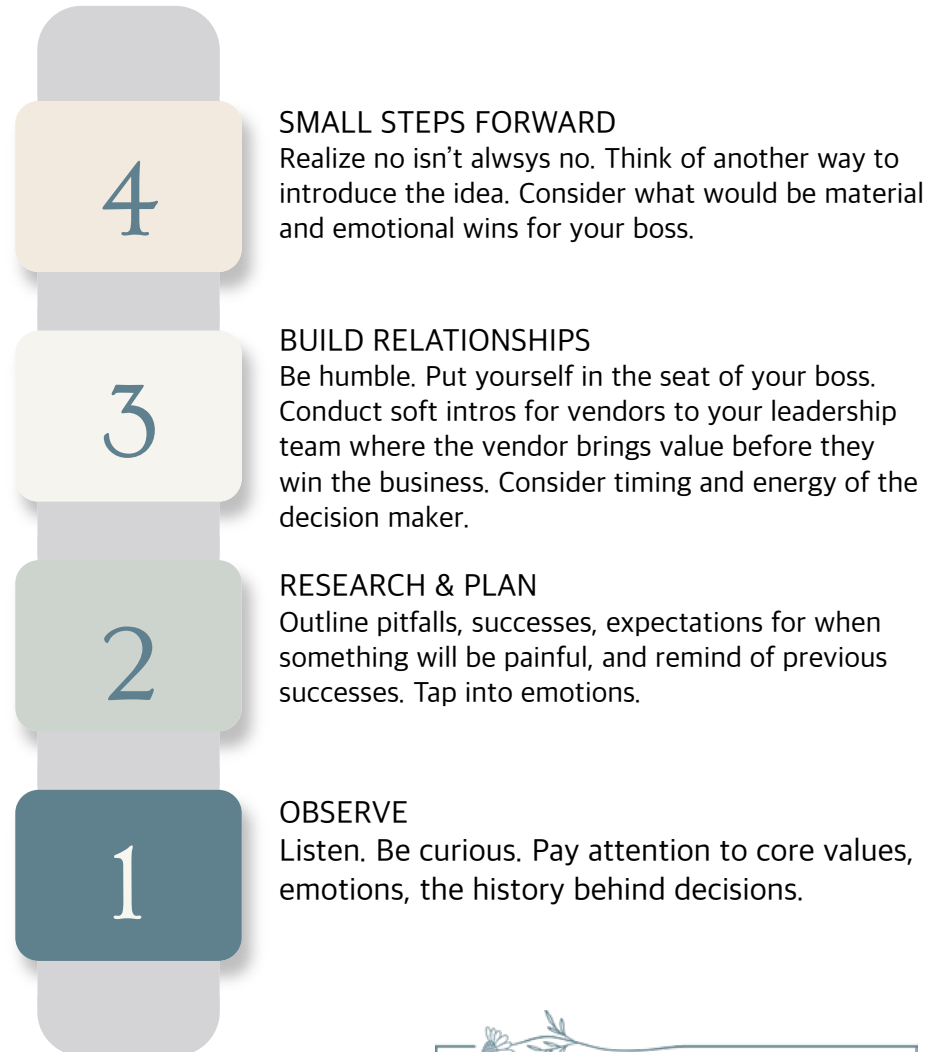 4
SMALL STEPS FORWARD
Realize no isn't alwsys no. Think of another way to
introduce the idea. Consider what would be material
and emotional wins for your boss.
3
BUILD RELATIONSHIPS
Be humble. Put yourself in the seat of your boss.
Conduct soft intros for vendors to your leadership
team where the vendor brings value before they
win the business. Consider timing and energy of the
decision maker.
2
RESEARCH & PLAN
Outline pitfalls, successes, expectations for when
something will be painful, and remind of previous
successes. Tap into emotions.
1
OBSERVE
Listen. Be curious. Pay attention to core values,
emotions, the history behind decisions.